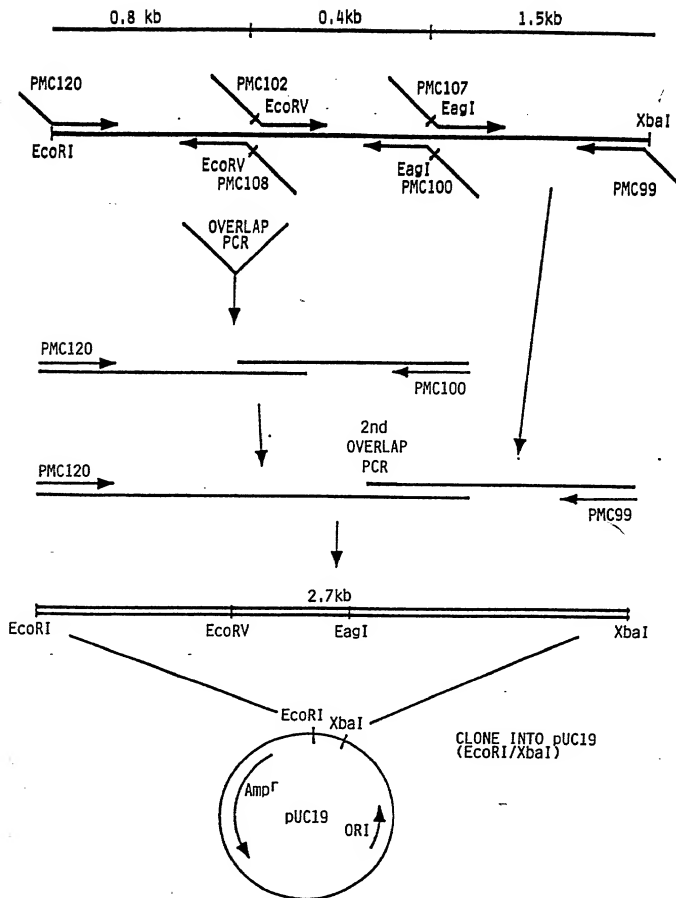 0.8 kb 0.4kb 1.5kb
PMC120
PMC102
EcoRV
PMC107
EagI
XbaI
EcoRI
EcoRV
PMC108
EagI
PMC100
PMC99
OVERLAP
PCR
PMC120
PMC100
2nd
OVERLAP
PCR
PMC120
PMC99
2.7kb
EcoRI EcoRV EagI XbaI
EcoRI XbaI
CLONE INTO pUC19
(EcoRI/XbaI)
Ampr
pUC19
ORI